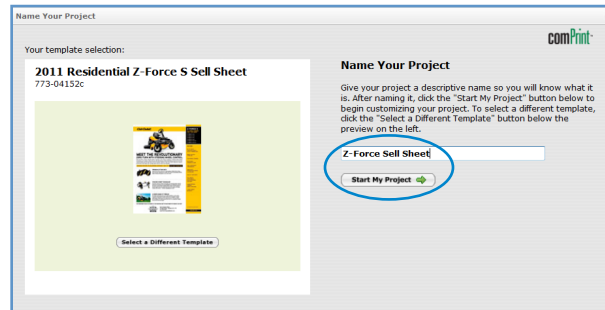 Name Your Project
comPrint
Your template selection:
2011 Residential Z-Force S Sell Sheet
773-04152c
MEET THE REVOLUTIONARY
Select a Different Template
Name Your Project
Give your project a descriptive name so you will know what it
is. After naming it, click the "Start My Project" button below to
begin customizing your project. To select a different template,
click the "Select a Different Template" button below the
preview on the left.
Z-Force Sell Sheet
Start My Project